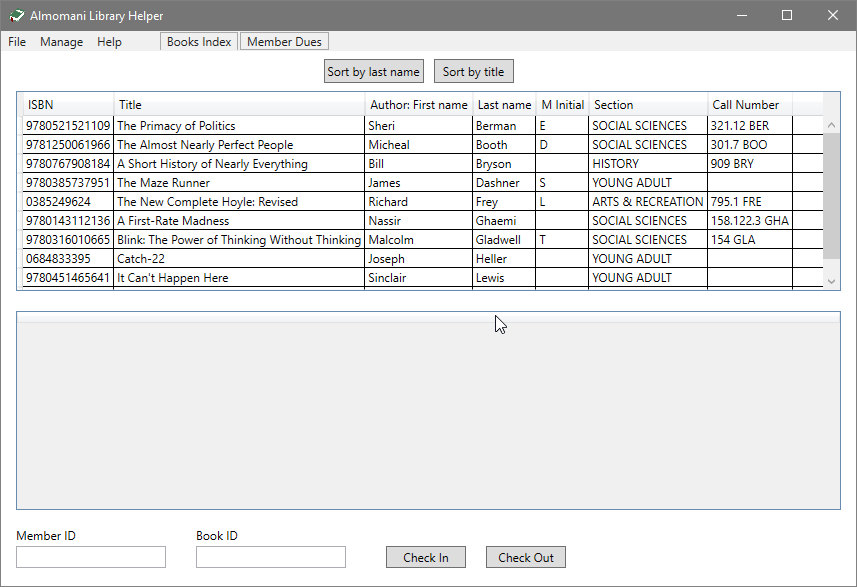 Almomani Library Helper
File Manage Help Books Index Member Dues
Sort by last name Sort by title
ISBN Title Author: First name Last name M Initial Section Call Number
9780521521109 The Primacy of Politics Sheri Berman E SOCIAL SCIENCES 321.12 BER
9781250061966 The Almost Nearly Perfect People Micheal Booth D SOCIAL SCIENCES 301.7 BOO
9780767908184 A Short History of Nearly Everything Bill Bryson HISTORY 909 BRY
9780385737951 The Maze Runner James Dashner S YOUNG ADULT
0385249624 The New Complete Hoyle: Revised Richard Frey L ARTS & RECREATION 795.1 FRE
9780143112136 A First-Rate Madness Nassir Ghaemi SOCIAL SCIENCES 158.122.3 GHA
9780316010665 Blink: The Power of Thinking Without Thinking Malcolm Gladwell T SOCIAL SCIENCES 154 GLA
0684833395 Catch-22 Joseph Heller YOUNG ADULT
9780451465641 It Can't Happen Here Sinclair Lewis YOUNG ADULT
Member ID Book ID
Check In Check Out